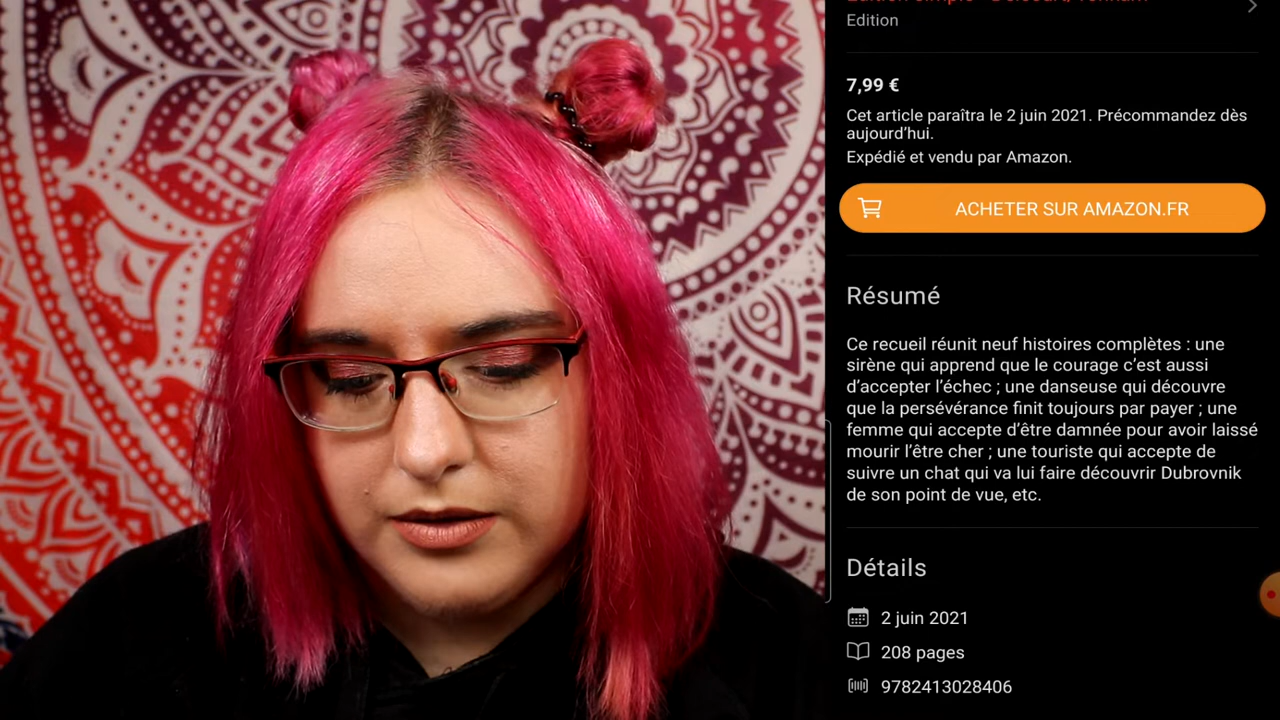 Edition
7,99 €
Cet article paraîtra le 2 juin 2021. Précommandez dès
aujourd'hui.
Expédié et vendu par Amazon.
ACHETER SUR AMAZON.FR
Résumé
Ce recueil réunit neuf histoires complètes : une
sirène qui apprend que le courage c'est aussi
d'accepter l'échec ; une danseuse qui découvre
que la persévérance finit toujours par payer ; une
femme qui accepte d'être damnée pour avoir laissé
mourir l'être cher ; une touriste qui accepte de
suivre un chat qui va lui faire découvrir Dubrovnik
de son point de vue, etc.
Détails
2 juin 2021
208 pages
9782413028406